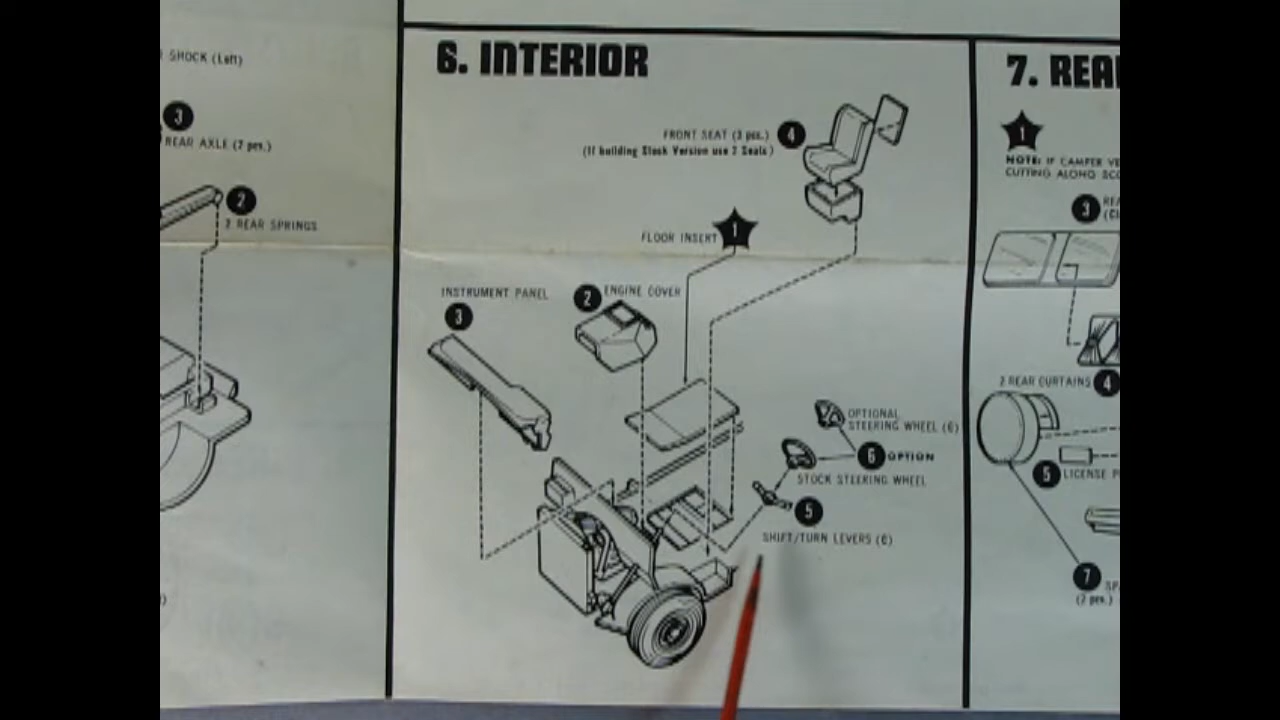 SHOCK (Left)
3
REAR AXLE (2 pcs.)
2
2 REAR SPRINGS
6. INTERIOR
FRONT SEAT (3 pcs.)
4
(If building Stock Version use 2 Seats)
FLOOR INSERT
1
INSTRUMENT PANEL
3
2
ENGINE COVER
OPTIONAL
STEERING WHEEL (C)
6
OPTION
STOCK STEERING WHEEL
5
SHIFT/TURN LEVERS (C)
7. REA
1
NOTE: IF CAMPER VE
CUTTING ALONG SCO
3
2 REAR CURTAINS
4
5
LICENSE P
7
SP
(2 pcs.)